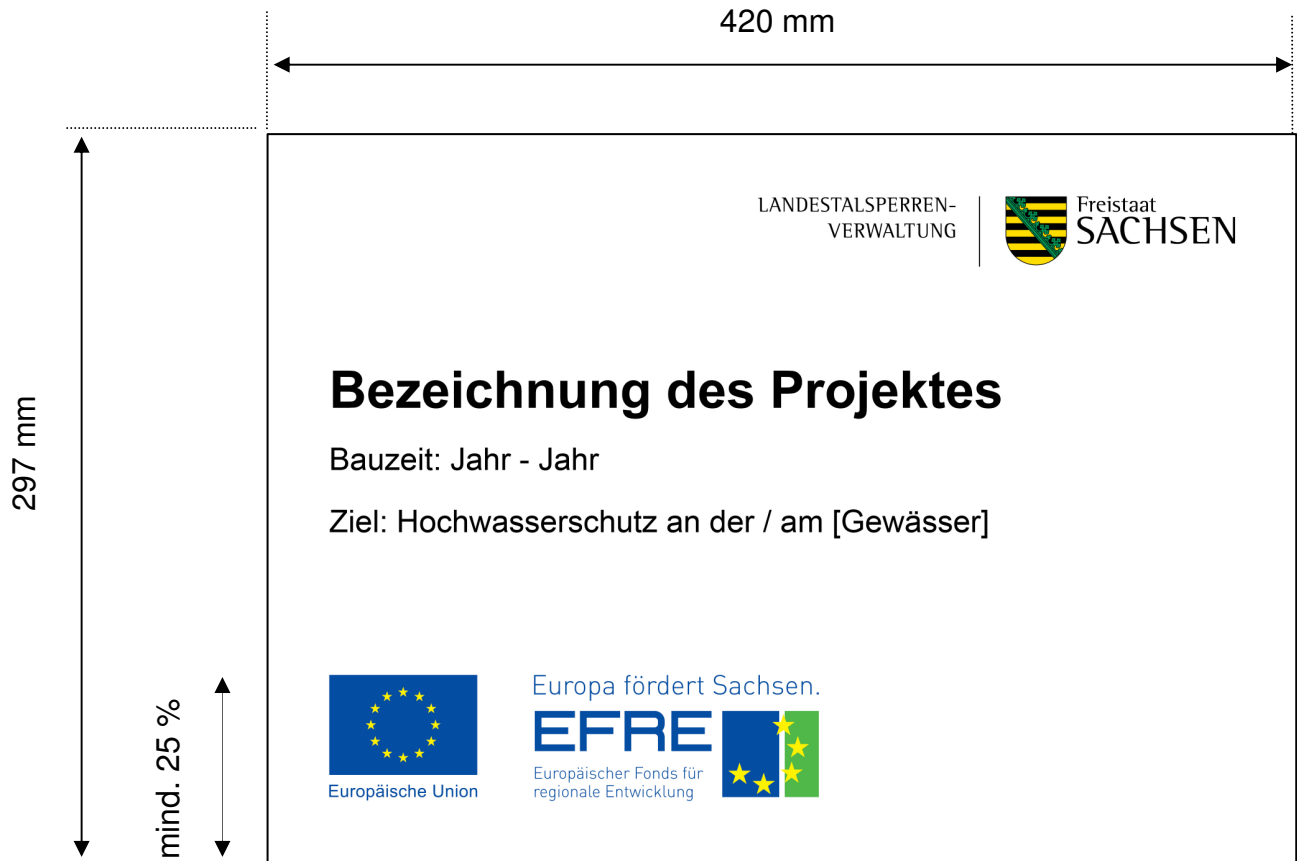 420 mm
LANDESTALSPERREN-
VERWALTUNG
Freistaat
SACHSEN
297 mm
Bezeichnung des Projektes
Bauzeit: Jahr - Jahr
Ziel: Hochwasserschutz an der / am [Gewässer]
mind. 25 %
Europäische Union
Europa fördert Sachsen.
EFRE
Europäischer Fonds für
regionale Entwicklung